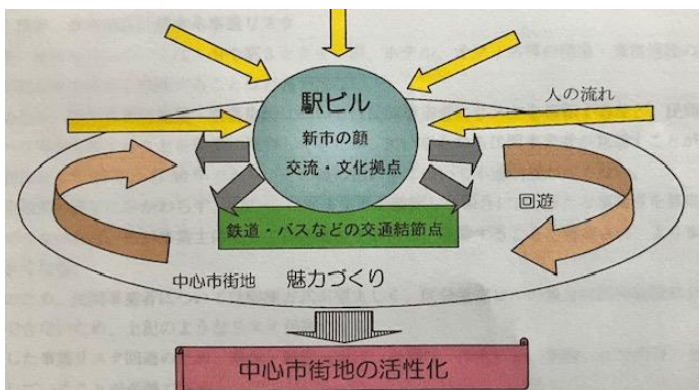 駅ビル
新市の顔
交流・文化拠点
人の流れ
回遊
鉄道・バスなどの交通結節点
中心市街地 魅力づくり
中心市街地の活性化